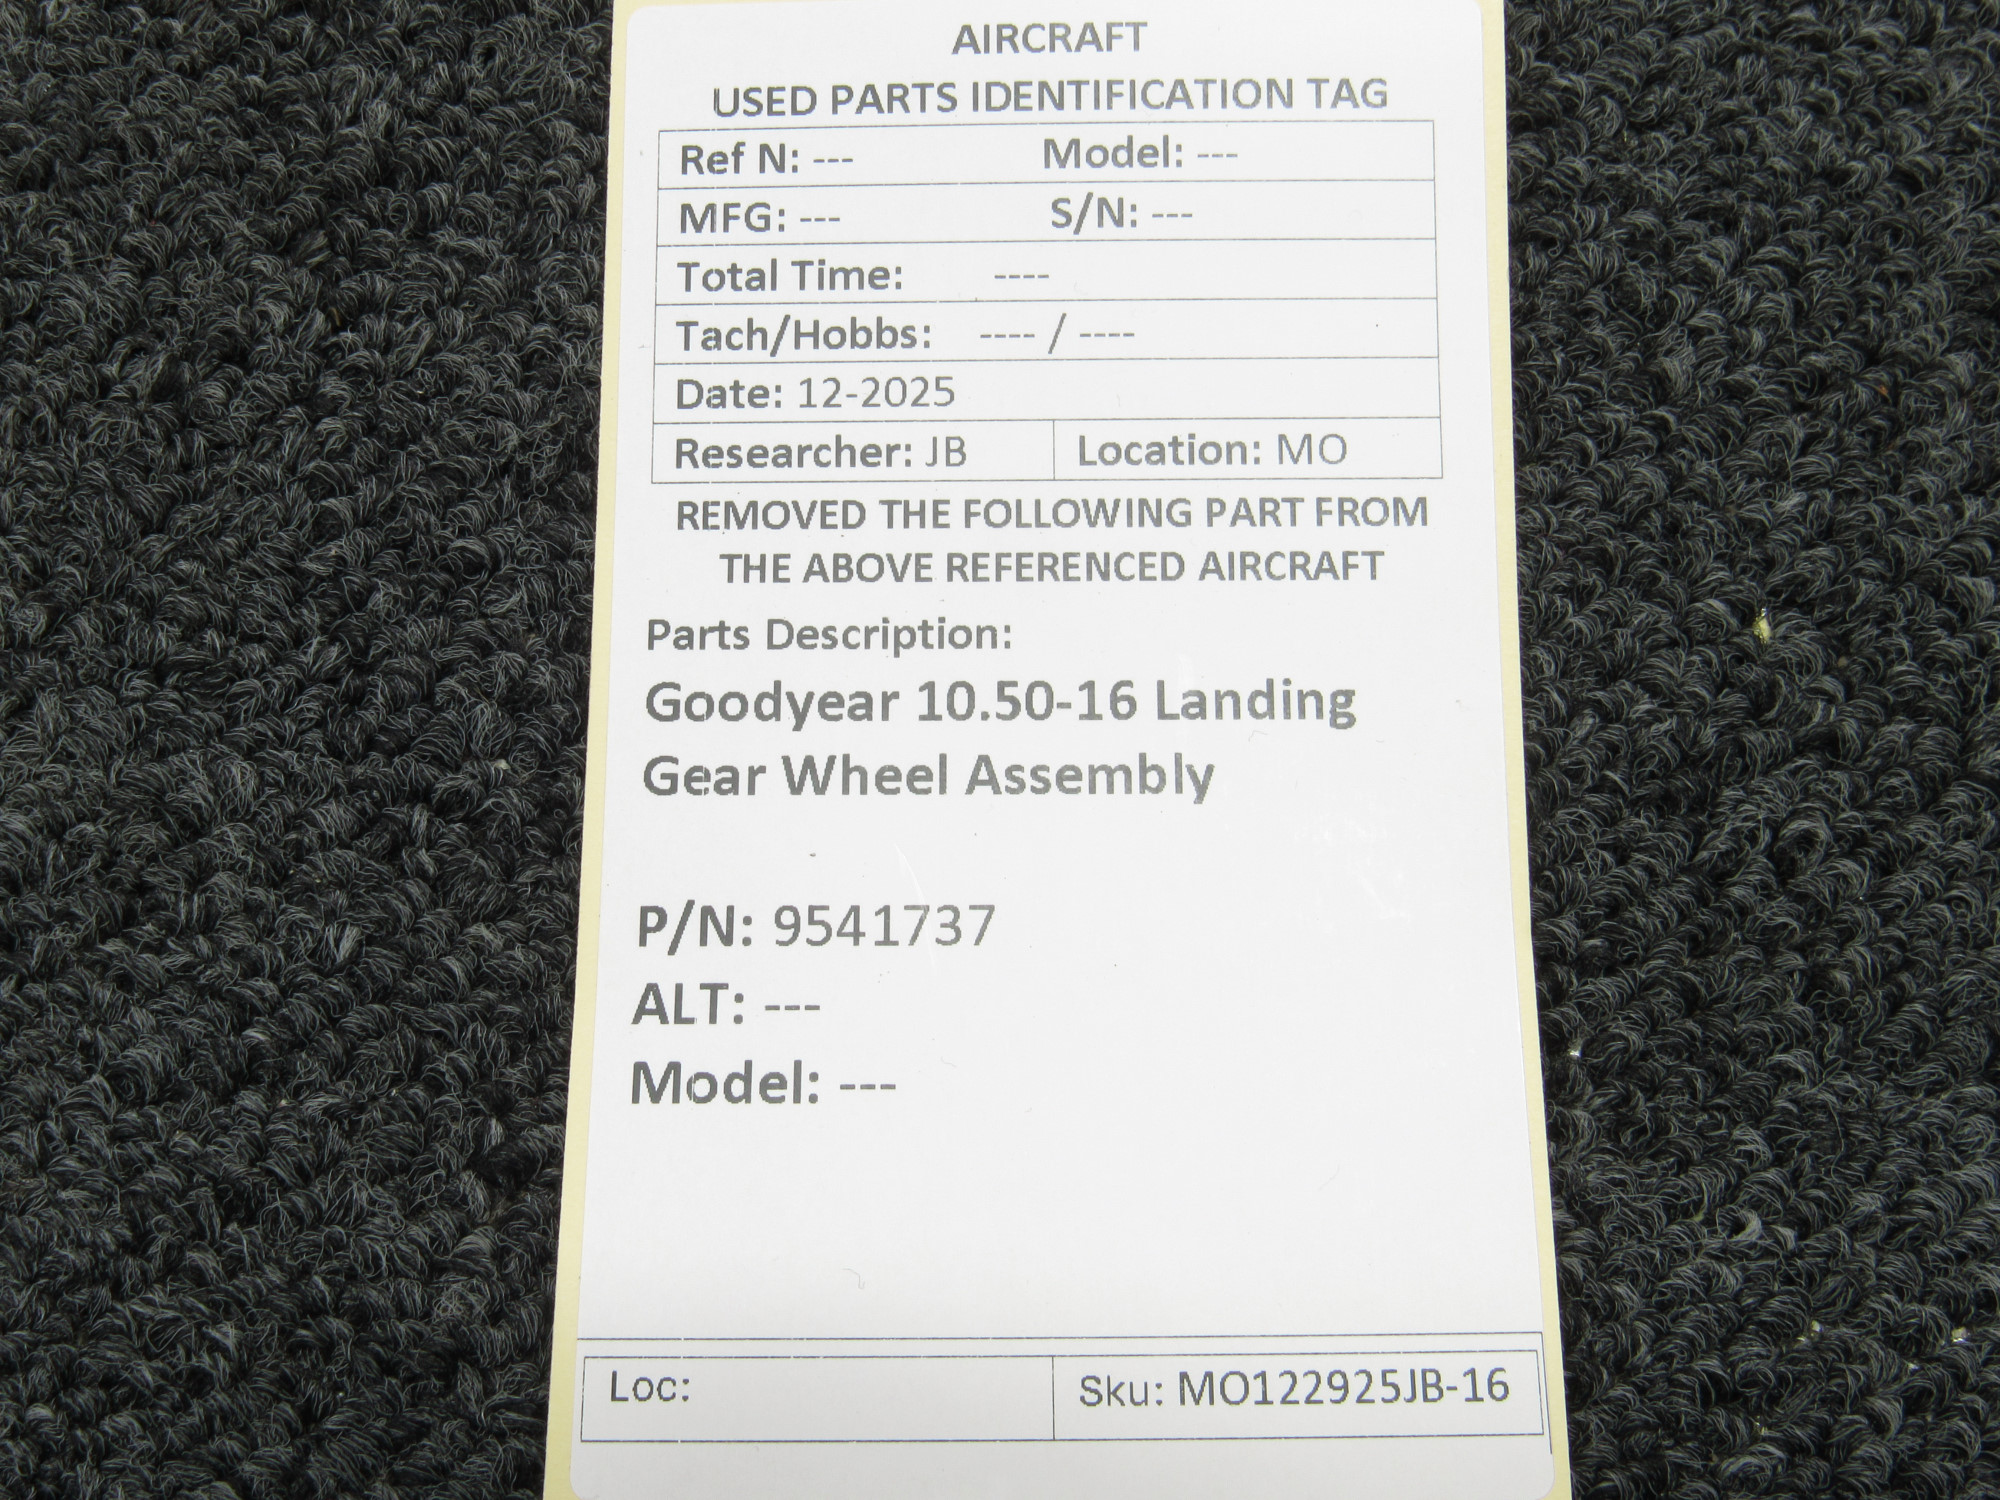 AIRCRAFT
USED PARTS IDENTIFICATION TAG
Ref N: --- Model: ---
MFG: --- S/N: ---
Total Time: ----
Tach/Hobbs: ---- / ----
Date: 12-2025
Researcher: JB Location: MO
REMOVED THE FOLLOWING PART FROM
THE ABOVE REFERENCED AIRCRAFT
Parts Description:
Goodyear 10.50-16 Landing
Gear Wheel Assembly
P/N: 9541737
ALT: ---
Model: ---
Loc: Sku: MO122925JB-16